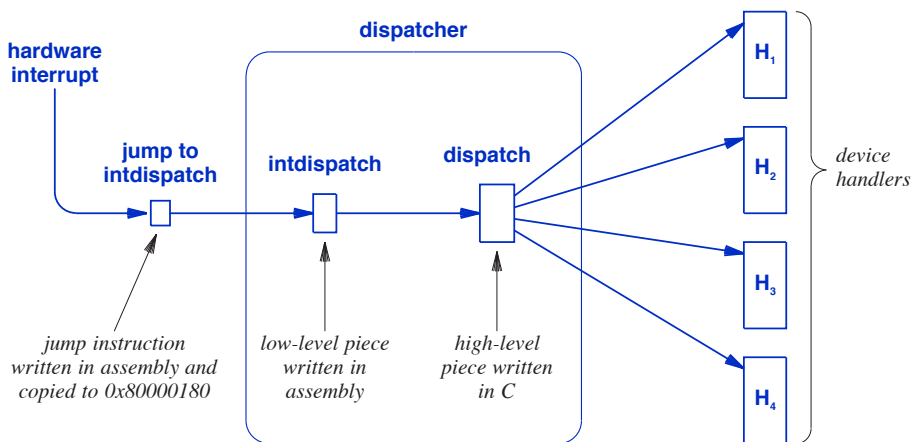 dispatcher
hardware
interrupt
jump to
intdispatch
intdispatch
dispatch
H1
H2
H3
H4
device
handlers
jump instruction
written in assembly and
copied to 0x80000180
low-level piece
written in
assembly
high-level
piece written
in C